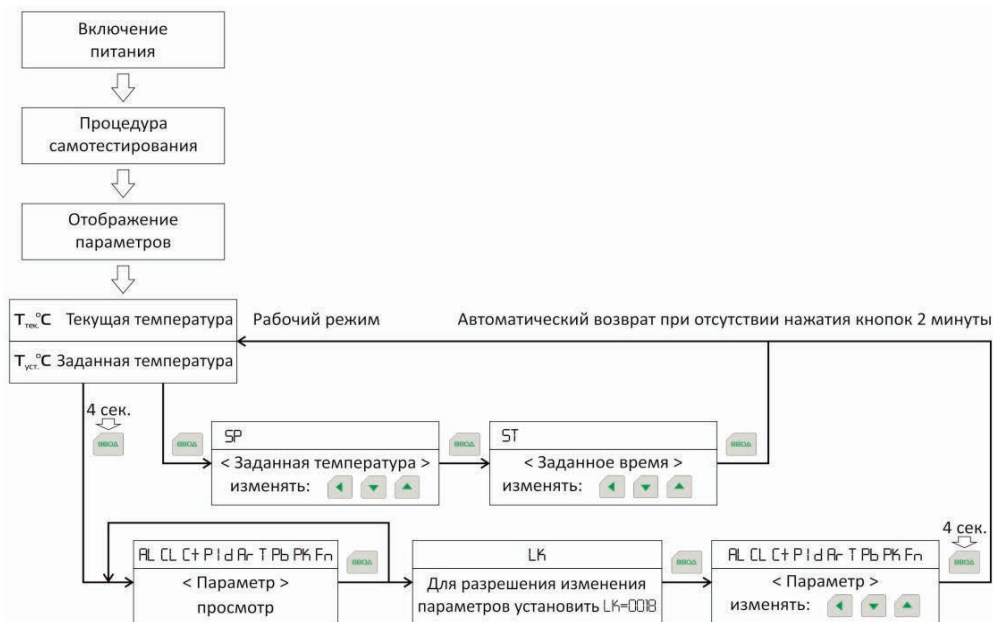 Включение
питания
Процедура
самотестирования
Отображение
параметров
Tтек.°C Текущая температура
Рабочий режим
Автоматический возврат при отсутствии нажатия кнопок 2 минуты
Tуст.°C Заданная температура
4 сек.
ВВОД
ВВОД
SP
< Заданная температура >
изменять:
ВВОД
ST
< Заданное время >
изменять:
ВВОД
AL CL Ct P I d Ar T Pb PK Fn
< Параметр >
просмотр
ВВОД
LK
Для разрешения изменения
параметров установить LK=0018
ВВОД
AL CL Ct P I d Ar T Pb PK Fn
< Параметр >
изменять:
4 сек.
ВВОД